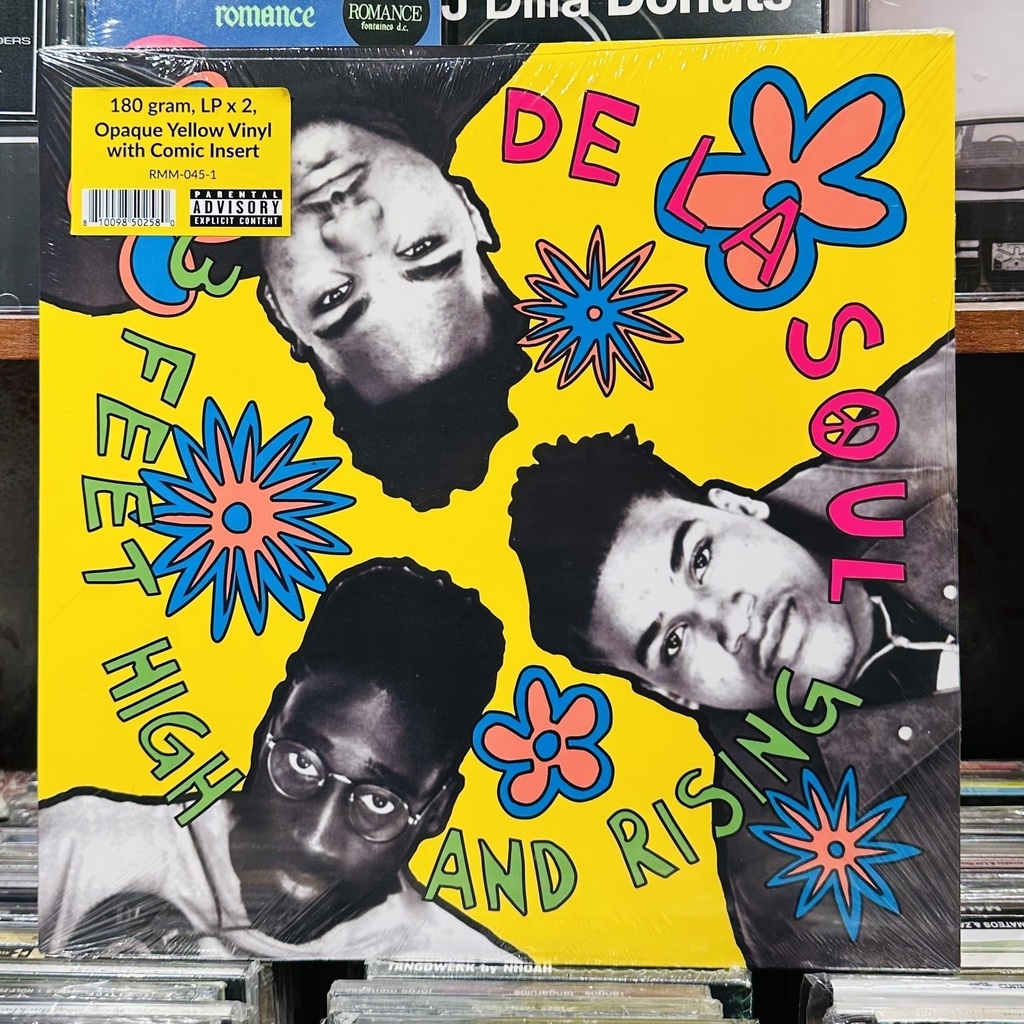 romance
ROMANCE
fontaines d.c.
J Dilla Donuts
180 gram, LP x 2,
Opaque Yellow Vinyl
with Comic Insert
RMM-045-1
8 10098 50258 0
PARENTAL
ADVISORY
EXPLICIT CONTENT
DE LA SOUL
3 FEET HIGH
AND RISING
TANGOWERK by NHOAH